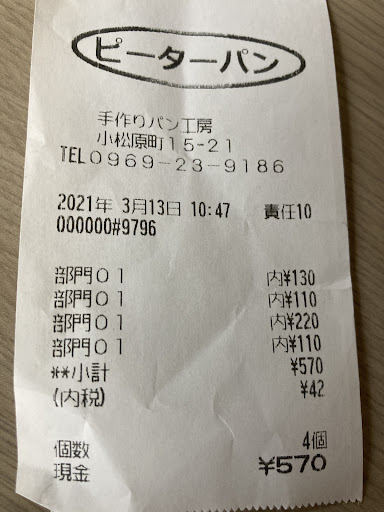 ピーターパン
手作りパン工房
小松原町15-21
TEL0969-23-9186
2021年 3月13日 10:47 責任10
000000#9796
部門01 内¥130
部門01 内¥110
部門01 内¥220
部門01 内¥110
**小計 ¥570
(内税) ¥42
個数 4個
現金 ¥570